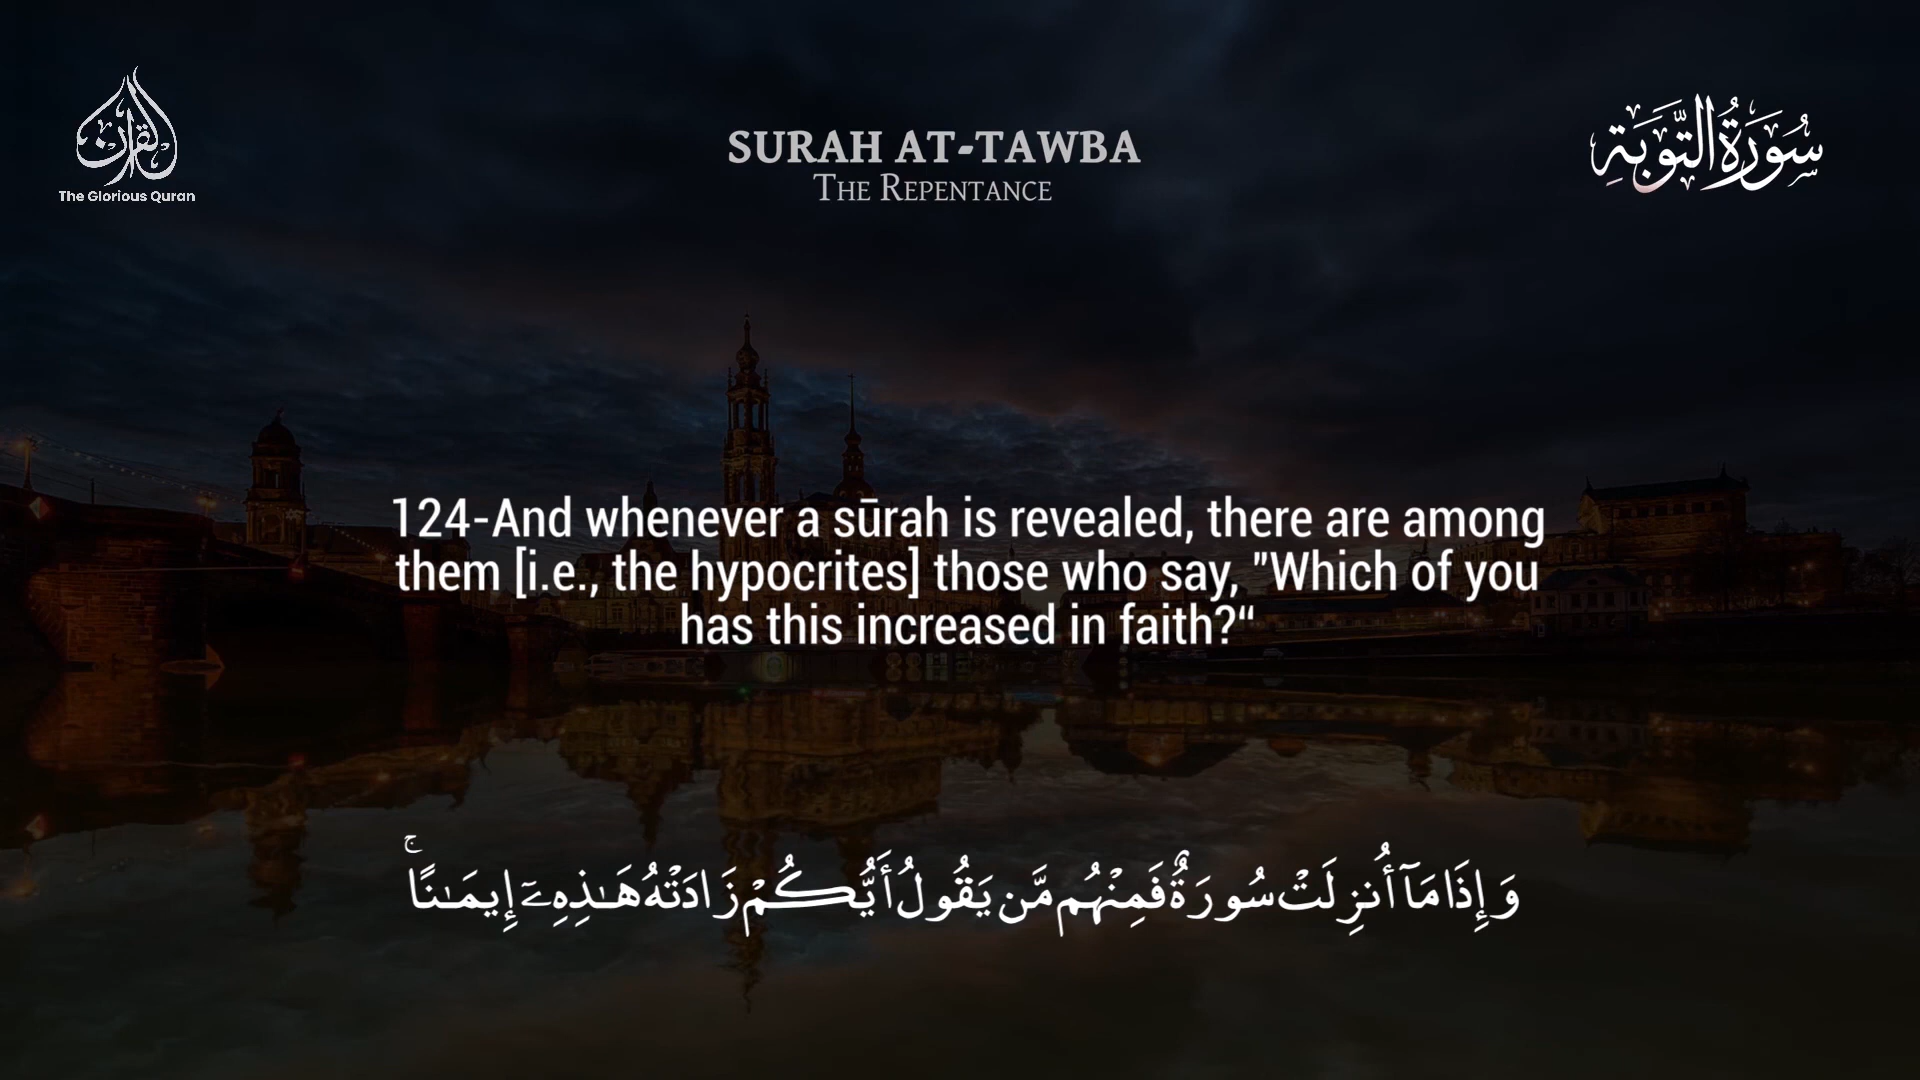 القرآن
The Glorious Quran
SURAH AT-TAWBA
THE REPENTANCE
سُورَةُ التَّوْبَةِ
124-And whenever a sūrah is revealed, there are among
them [i.e., the hypocrites] those who say, "Which of you
has this increased in faith?“
وَإِذَا مَآ أُنزِلَتْ سُورَةٌ فَمِنْهُم مَّن يَقُولُ أَيُّكُمْ زَادَتْهُ هَـٰذِهِۦٓ إِيمَـٰنًا ۚ